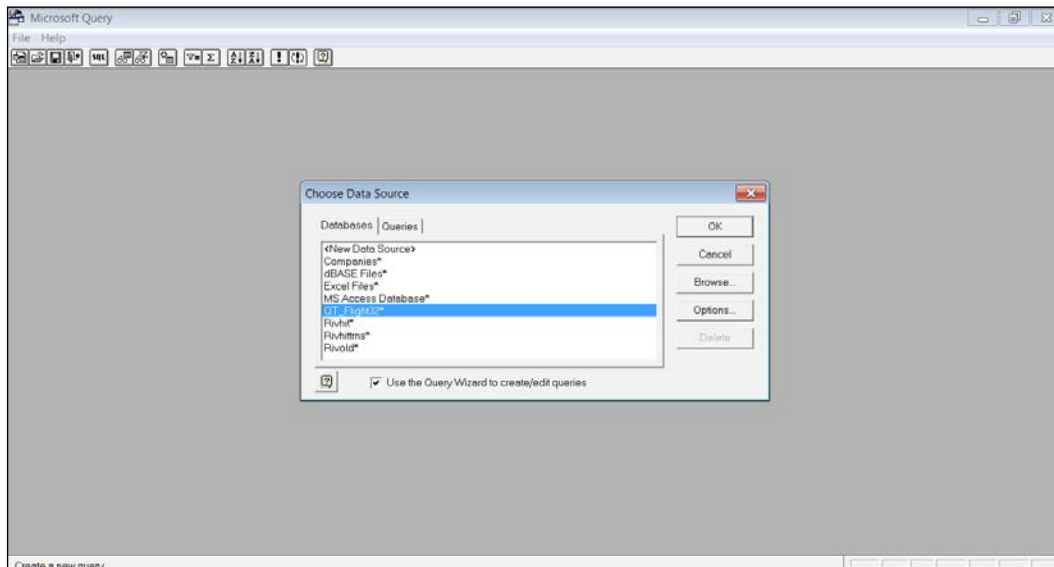 Microsoft Query
File Help
SQL
Choose Data Source
Databases Queries
<New Data Source>
Companies*
dBASE Files*
Excel Files*
MS Access Database*
QT_Flight32*
Rivhit*
Rivhittrns*
Rivold*
OK
Cancel
Browse...
Options...
Delete
Use the Query Wizard to create/edit queries
Create a new query